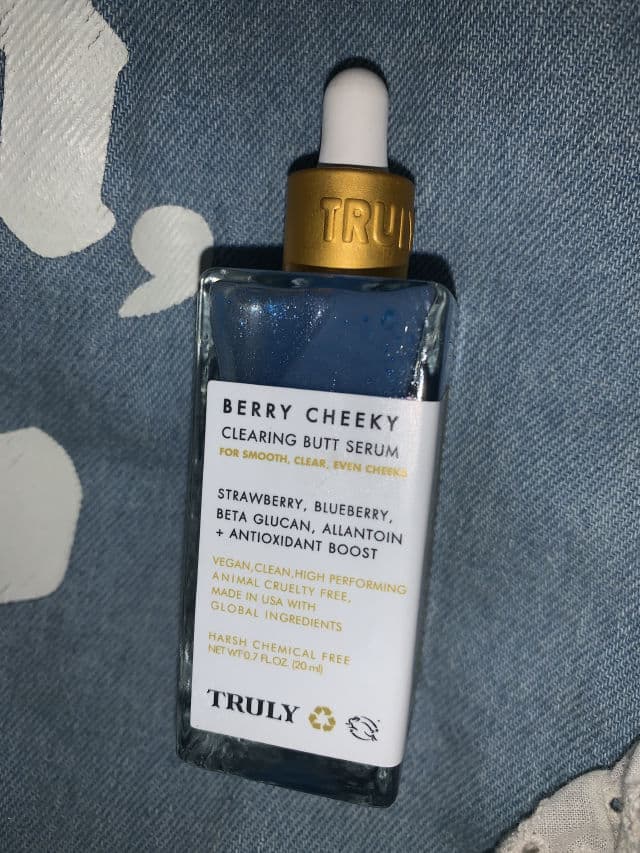 TRULY
BERRY CHEEKY
CLEARING BUTT SERUM
FOR SMOOTH, CLEAR, EVEN CHEEKS
STRAWBERRY, BLUEBERRY,
BETA GLUCAN, ALLANTOIN
+ ANTIOXIDANT BOOST
VEGAN,CLEAN,HIGH PERFORMING
ANIMAL CRUELTY FREE,
MADE IN USA WITH
GLOBAL INGREDIENTS
HARSH CHEMICAL FREE
NET WT 0.7 FL.OZ. (20 ml)
TRULY